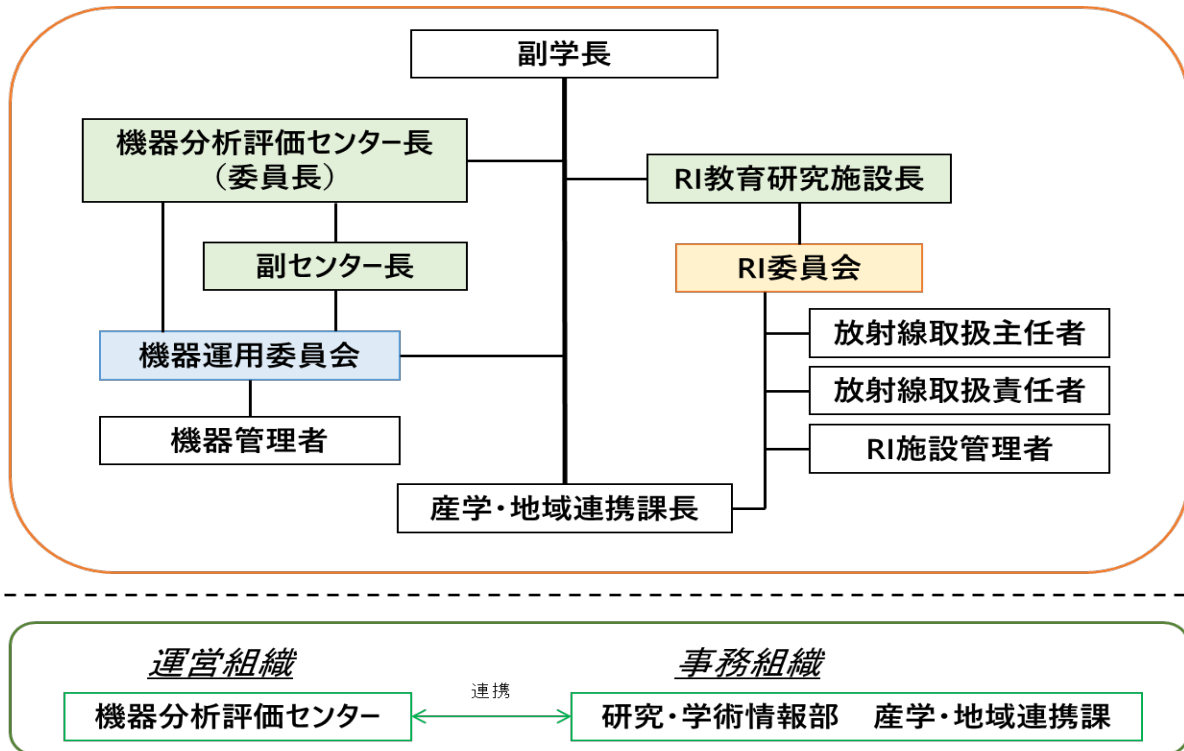 副学長
機器分析評価センター長
（委員長）
RI教育研究施設長
副センター長
RI委員会
機器運用委員会
放射線取扱主任者
放射線取扱責任者
機器管理者
RI施設管理者
産学・地域連携課長
運営組織
事務組織
連携
機器分析評価センター
研究・学術情報部　産学・地域連携課